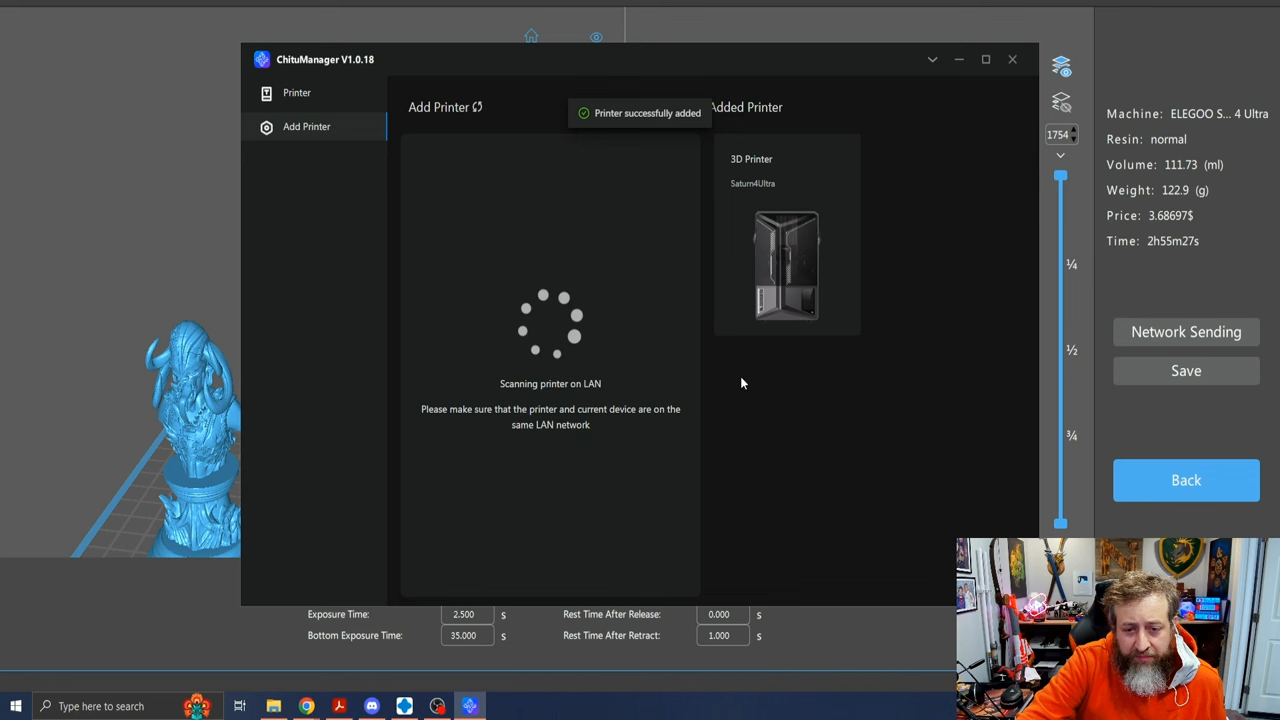 ChituManager V1.0.18
Printer
Add Printer
Add Printer
Printer successfully added
Added Printer
3D Printer
Saturn4Ultra
Scanning printer on LAN
Please make sure that the printer and current device are on the
same LAN network
1754
1/4
1/2
3/4
Machine: ELEGOO S... 4 Ultra
Resin: normal
Volume: 111.73 (ml)
Weight: 122.9 (g)
Price: 3.68697$
Time: 2h55m27s
Network Sending
Save
Back
Exposure Time: 2.500 s
Rest Time After Release: 0.000 s
Bottom Exposure Time: 35.000 s
Rest Time After Retract: 1.000 s
Type here to search